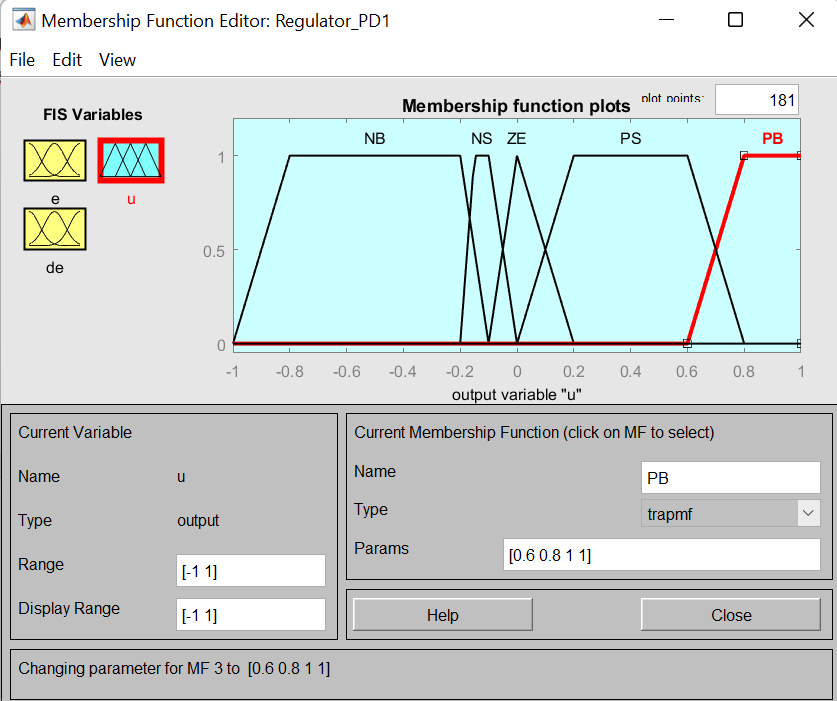 Membership Function Editor: Regulator_PD1
File Edit View
FIS Variables
e
u
de
Membership function plots
plot points:
181
NB NS ZE PS PB
1
0.5
0
-1 -0.8 -0.6 -0.4 -0.2 0 0.2 0.4 0.6 0.8 1
output variable "u"
Current Variable
Name u
Type output
Range [-1 1]
Display Range [-1 1]
Current Membership Function (click on MF to select)
Name PB
Type trapmf
Params [0.6 0.8 1 1]
Help Close
Changing parameter for MF 3 to [0.6 0.8 1 1]